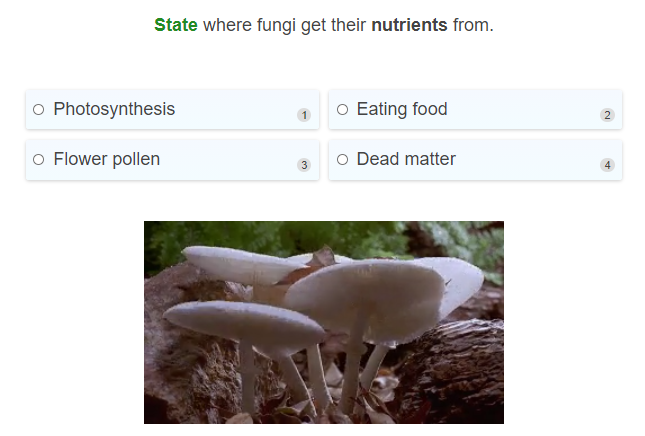 State where fungi get their nutrients from.
Photosynthesis 1
Eating food 2
Flower pollen 3
Dead matter 4